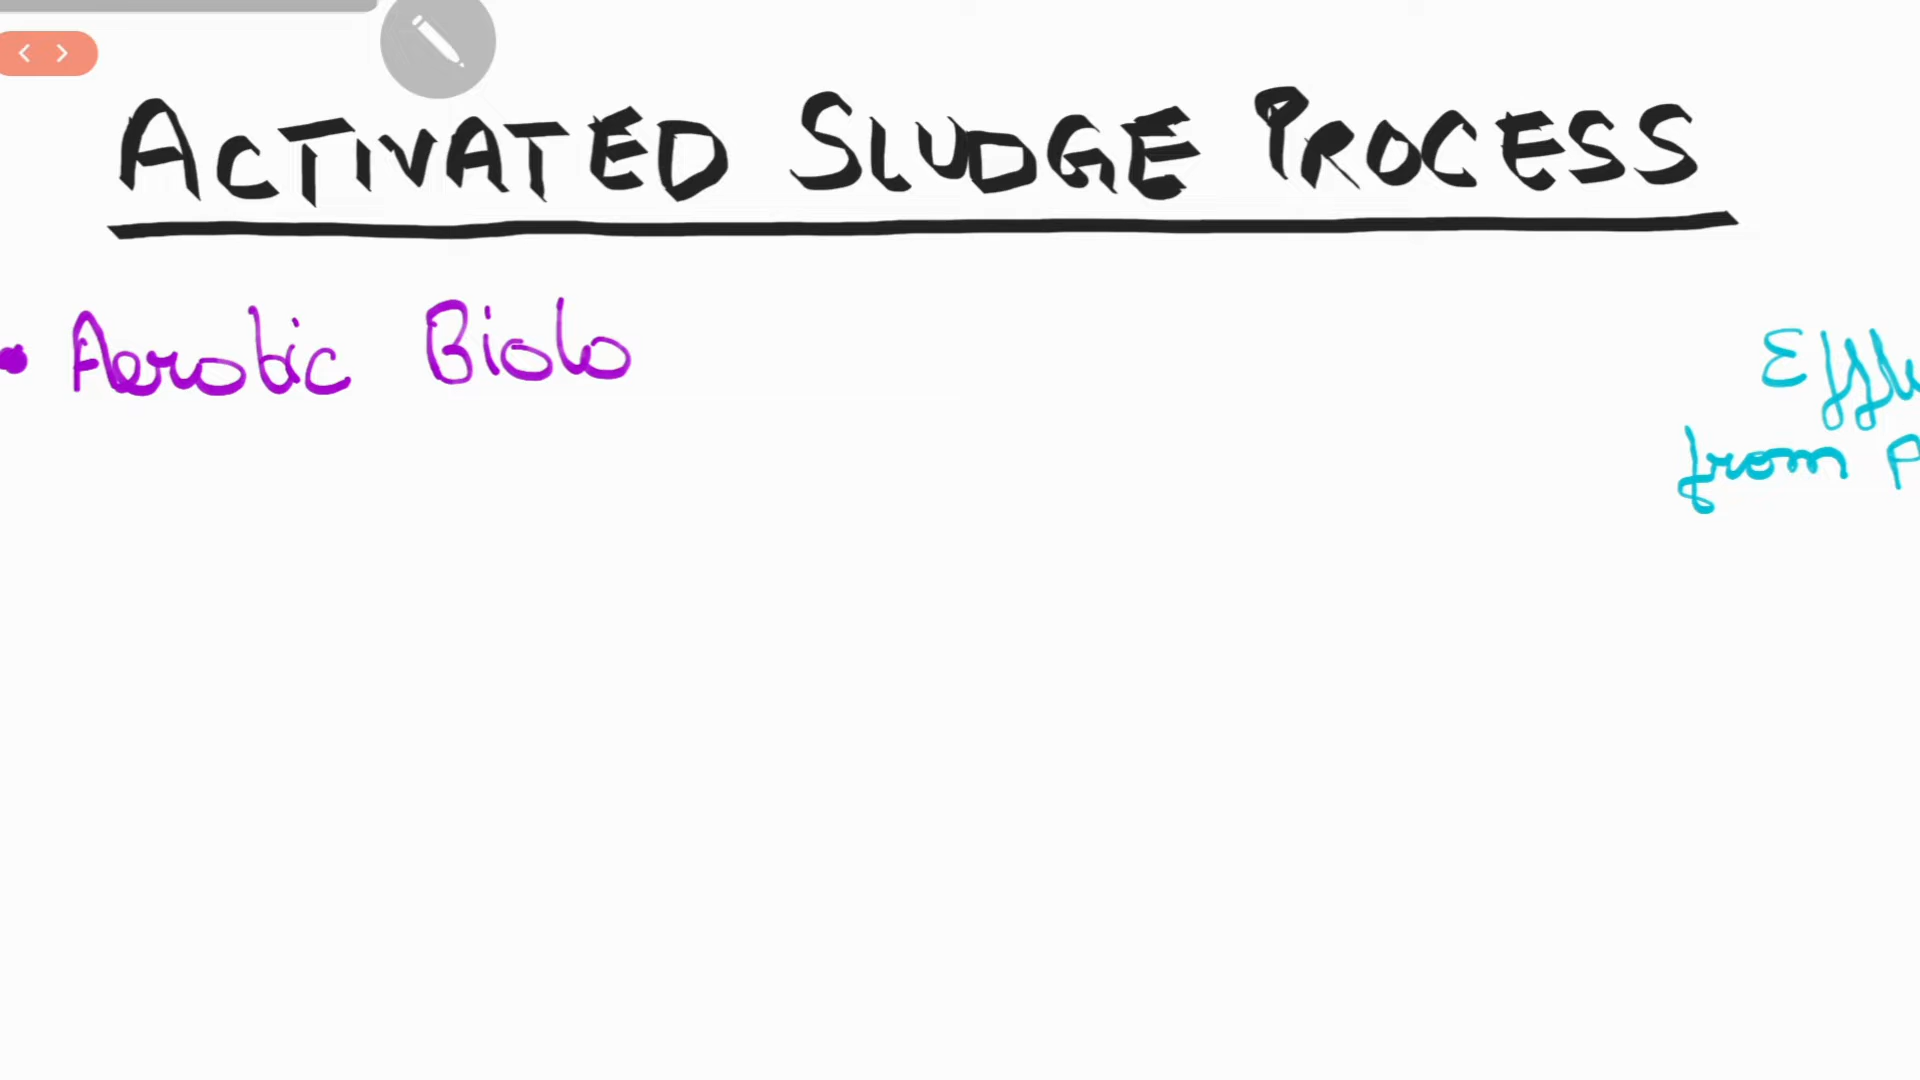 ACTIVATED SLUDGE PROCESS
• Aerobic Biolo
Efflu
from P